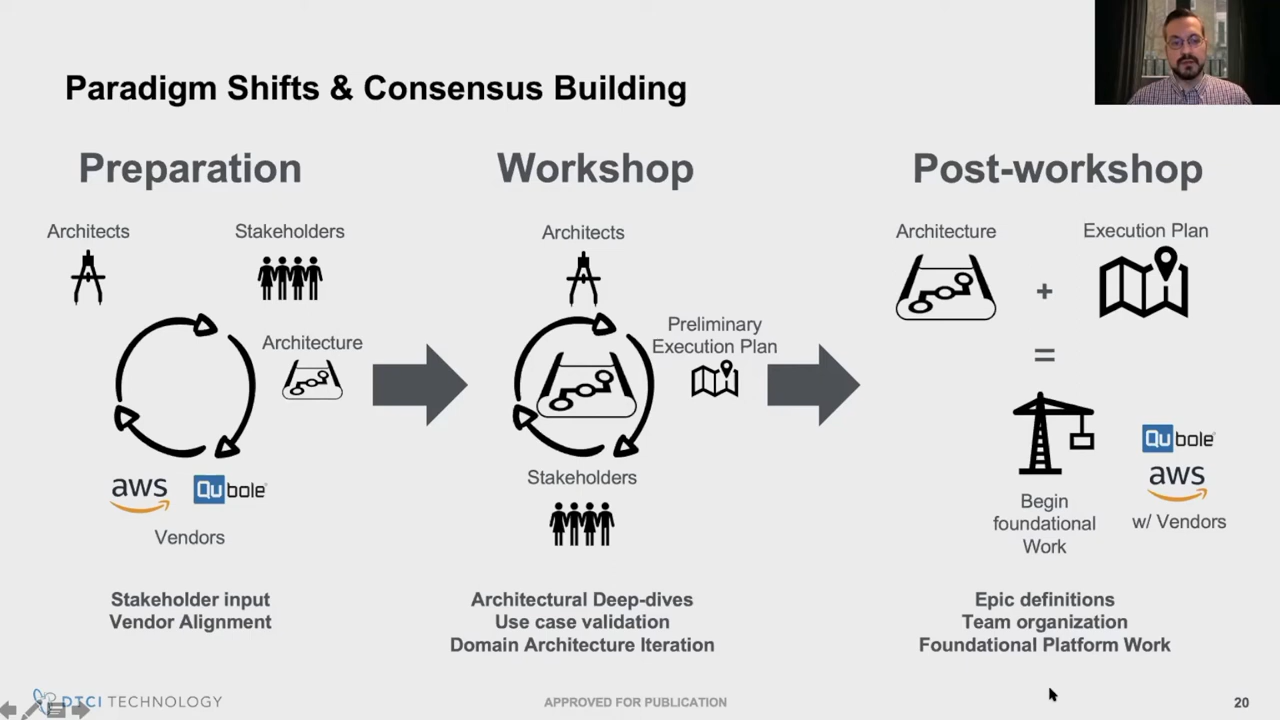 Paradigm Shifts & Consensus Building
Preparation
Architects
Stakeholders
Architecture
aws
Qubole
Vendors
Stakeholder input
Vendor Alignment
Workshop
Architects
Preliminary
Execution Plan
Stakeholders
Architectural Deep-dives
Use case validation
Domain Architecture Iteration
Post-workshop
Architecture
+
Execution Plan
=
Begin
foundational
Work
Qubole
aws
w/ Vendors
Epic definitions
Team organization
Foundational Platform Work
DTCI TECHNOLOGY
APPROVED FOR PUBLICATION
20